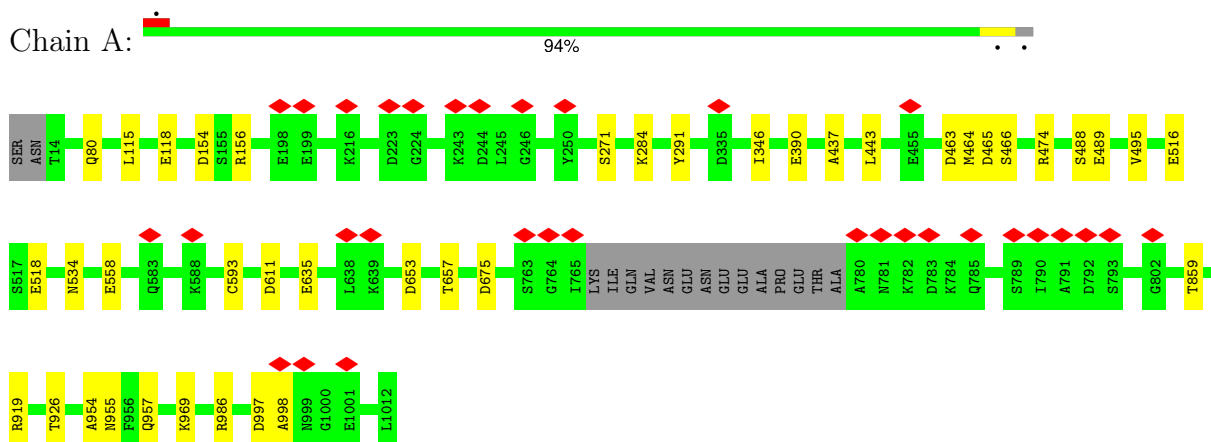 Chain A:
94%
SER ASN T14 Q80 L115 E118 D154 S155 R156 E198 E199 K216 D223 G224 K243 D244 L245 G246 Y250 S271 K284 Y291 D335 I346 E390 A437 L443 E455 D463 M464 D465 S466 R474 S488 E489 V495 E516
S517 E518 N534 E558 Q583 K588 C593 D611 E635 L638 K639 D653 T657 D675 S763 G764 I765 LYS ILE GLN VAL ASN GLU ASN GLU GLU ALA PRO GLU THR ALA A780 N781 K782 D783 K784 Q785 S789 I790 A791 D792 S793 G802 T859
R919 T926 A954 N955 F956 Q957 K969 R986 D997 A998 N999 G1000 E1001 L1012